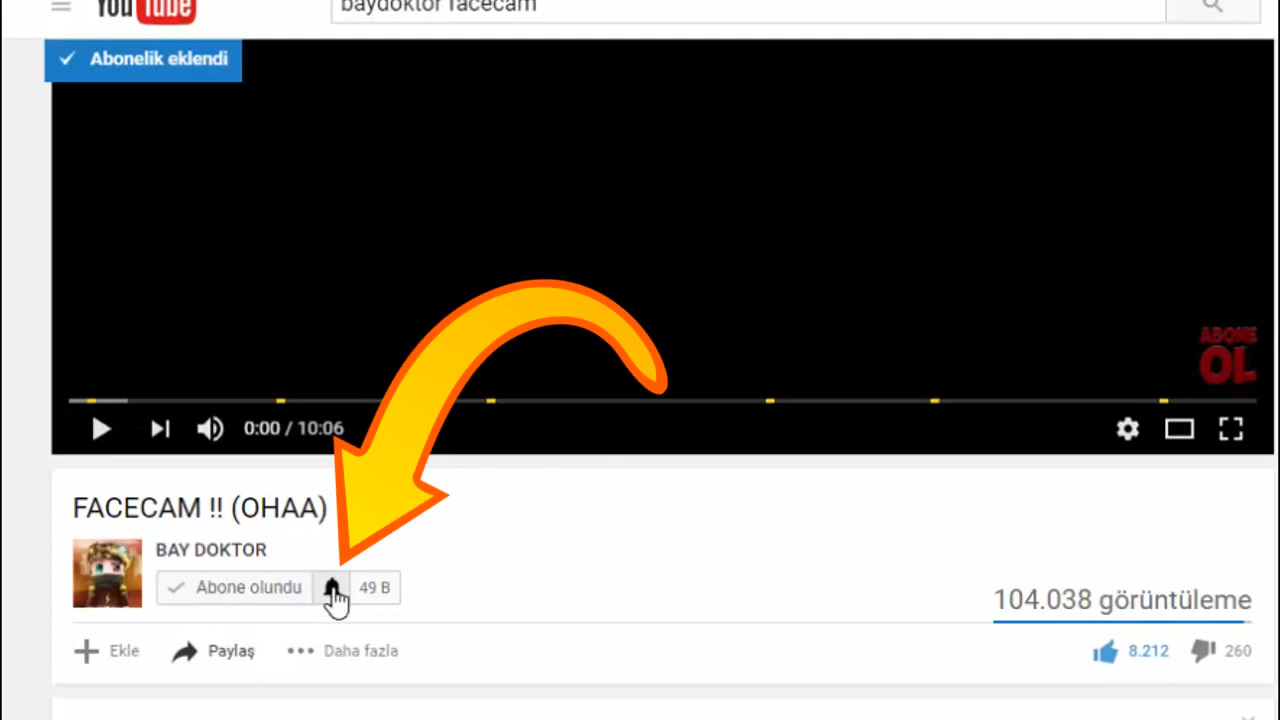 YouTube
baydoktor facecam
Abonelik eklendi
ABONE
OL
0:00 / 10:06
FACECAM !! (OHAA)
BAY DOKTOR
Abone olundu
49 B
104.038 görüntüleme
Ekle
Paylaş
Daha fazla
8.212
260